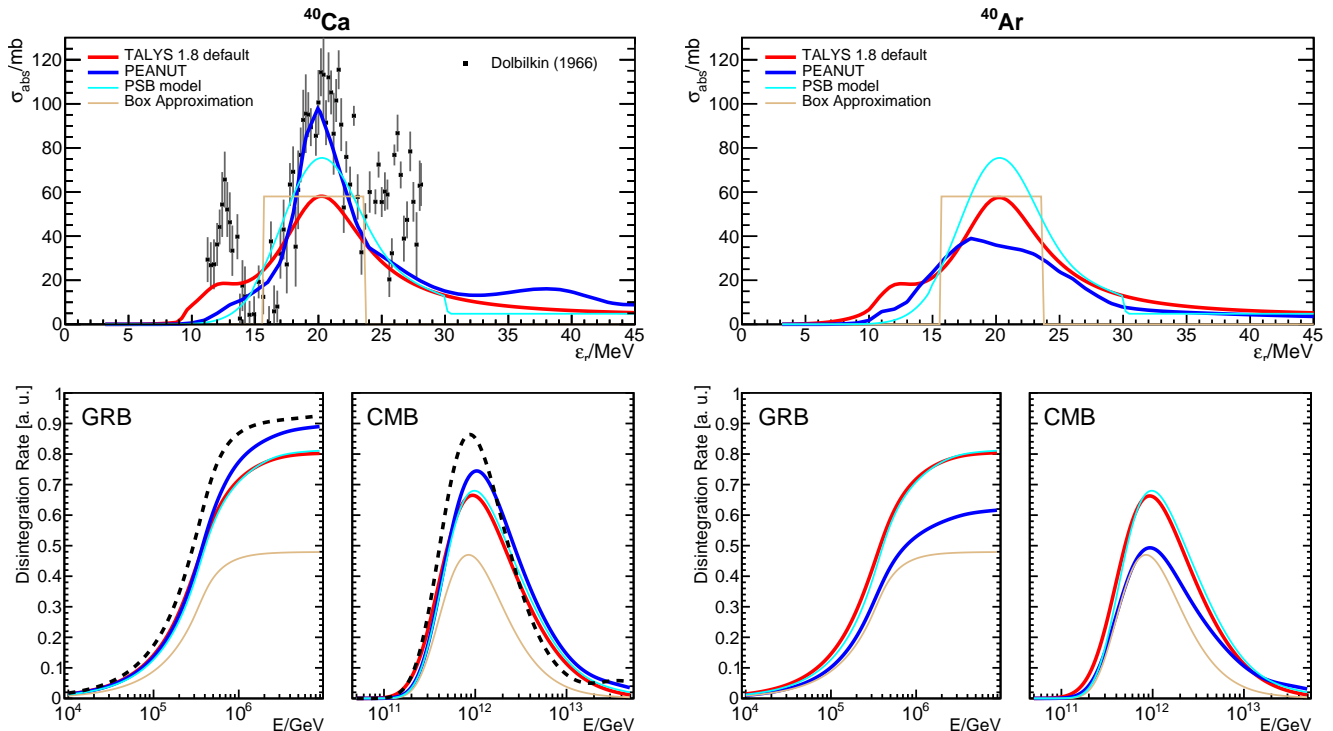 ⁴⁰Ca
σabs/mb
120
100
80
60
40
20
0
TALYS 1.8 default
PEANUT
PSB model
Box Approximation
Dolbilkin (1966)
0 5 10 15 20 25 30 35 40 45
εr/MeV
⁴⁰Ar
σabs/mb
120
100
80
60
40
20
0
TALYS 1.8 default
PEANUT
PSB model
Box Approximation
0 5 10 15 20 25 30 35 40 45
εr/MeV
Disintegration Rate [a. u.]
1
0.9
0.8
0.7
0.6
0.5
0.4
0.3
0.2
0.1
0
GRB
10⁴ 10⁵ 10⁶
E/GeV
CMB
10¹¹ 10¹² 10¹³
E/GeV
Disintegration Rate [a. u.]
1
0.9
0.8
0.7
0.6
0.5
0.4
0.3
0.2
0.1
0
GRB
10⁴ 10⁵ 10⁶
E/GeV
CMB
10¹¹ 10¹² 10¹³
E/GeV